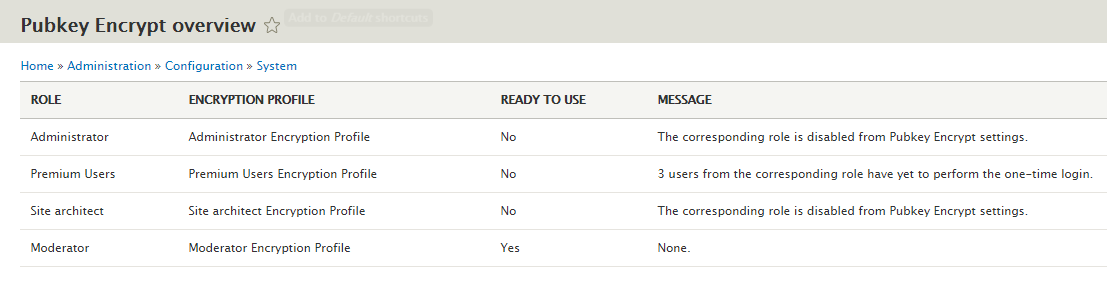 Pubkey Encrypt overview ☆ Add to Default shortcuts
Home » Administration » Configuration » System
ROLE ENCRYPTION PROFILE READY TO USE MESSAGE
Administrator Administrator Encryption Profile No The corresponding role is disabled from Pubkey Encrypt settings.
Premium Users Premium Users Encryption Profile No 3 users from the corresponding role have yet to perform the one-time login.
Site architect Site architect Encryption Profile No The corresponding role is disabled from Pubkey Encrypt settings.
Moderator Moderator Encryption Profile Yes None.